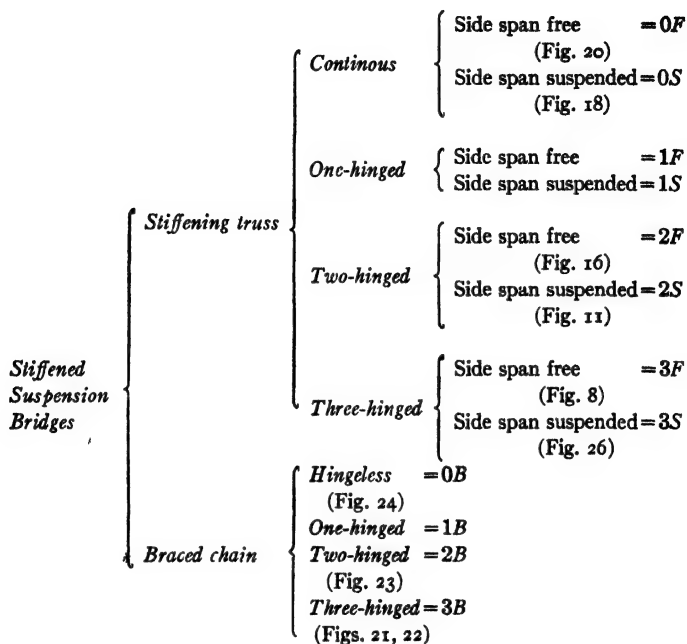 Side span free =0F
(Fig. 20)
Continous
Side span suspended=0S
(Fig. 18)
Side span free =1F
One-hinged
Side span suspended=1S
Stiffening truss
Side span free =2F
(Fig. 16)
Two-hinged
Side span suspended=2S
(Fig. 11)
Stiffened
Suspension
Bridges
Side span free =3F
(Fig. 8)
Three-hinged
Side span suspended=3S
(Fig. 26)
Hingeless =0B
(Fig. 24)
One-hinged =1B
Braced chain
Two-hinged =2B
(Fig. 23)
Three-hinged=3B
(Figs. 21, 22)